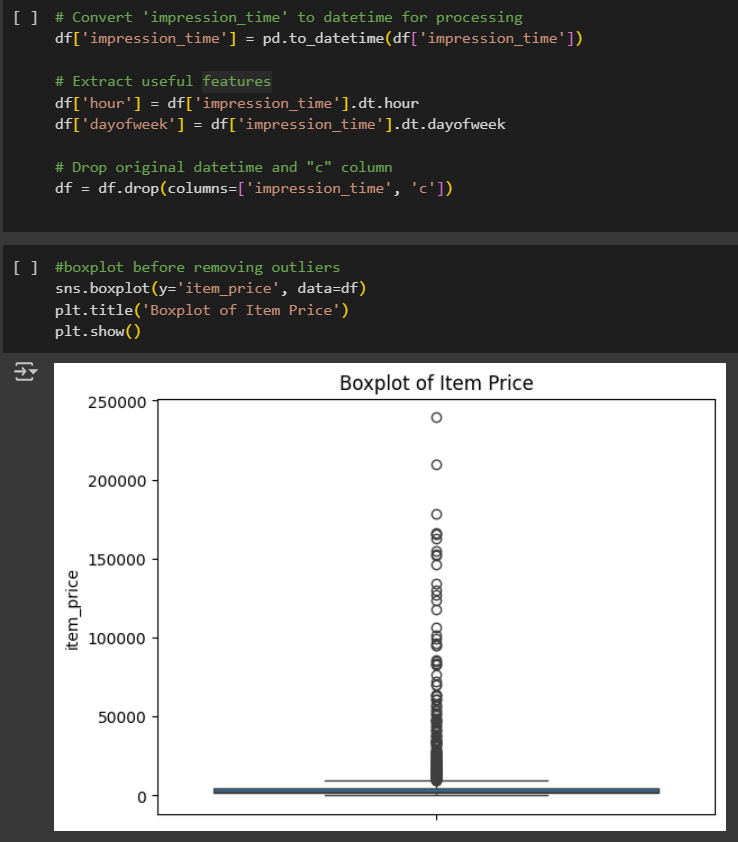 [ ] # Convert 'impression_time' to datetime for processing
df['impression_time'] = pd.to_datetime(df['impression_time'])
# Extract useful features
df['hour'] = df['impression_time'].dt.hour
df['dayofweek'] = df['impression_time'].dt.dayofweek
# Drop original datetime and "c" column
df = df.drop(columns=['impression_time', 'c'])
[ ] #boxplot before removing outliers
sns.boxplot(y='item_price', data=df)
plt.title('Boxplot of Item Price')
plt.show()
Boxplot of Item Price
250000
200000
150000
100000
50000
0
item_price